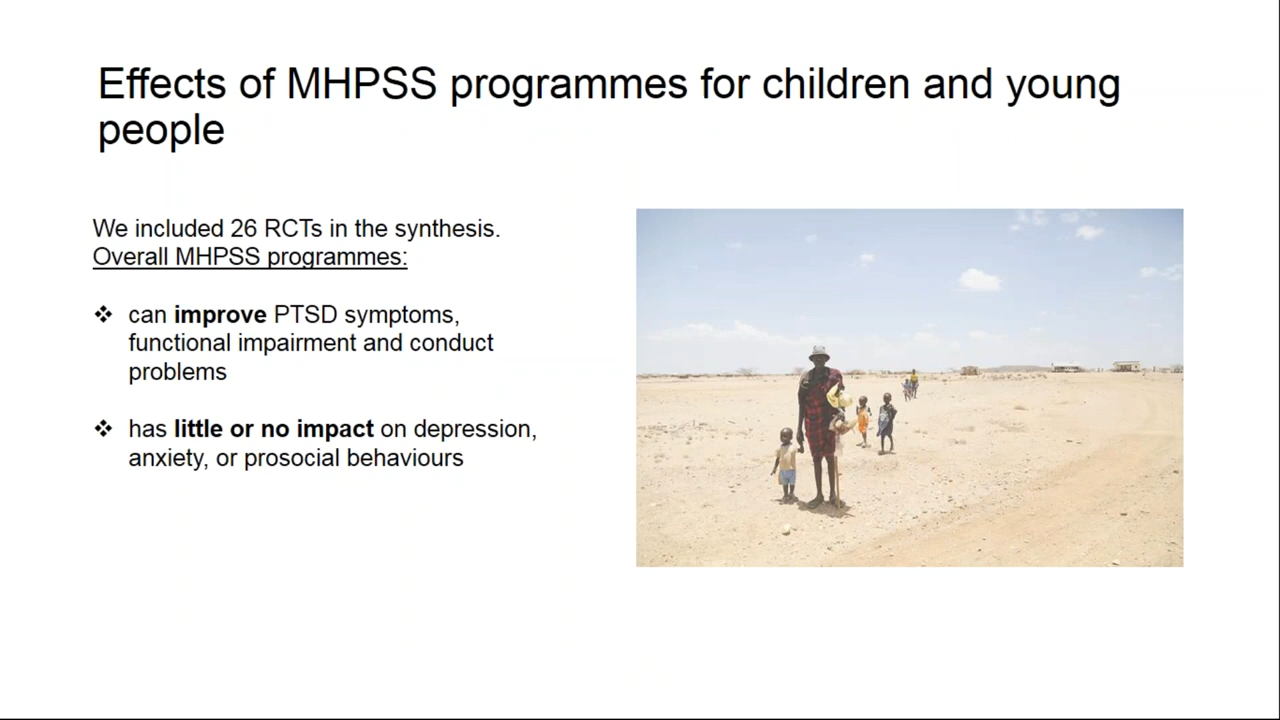 Effects of MHPSS programmes for children and young
people
We included 26 RCTs in the synthesis.
Overall MHPSS programmes:
❖ can improve PTSD symptoms,
functional impairment and conduct
problems
❖ has little or no impact on depression,
anxiety, or prosocial behaviours